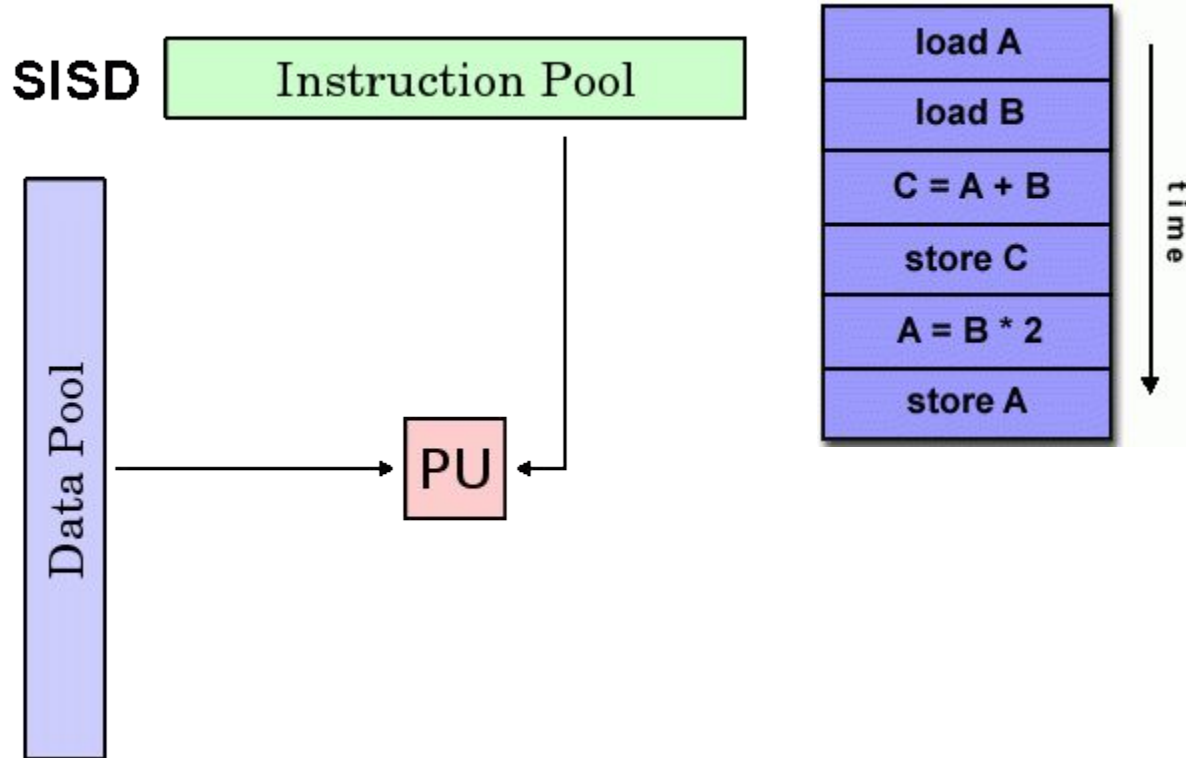 SISD
Instruction Pool
Data Pool
PU
load A
load B
C = A + B
store C
A = B * 2
store A
time